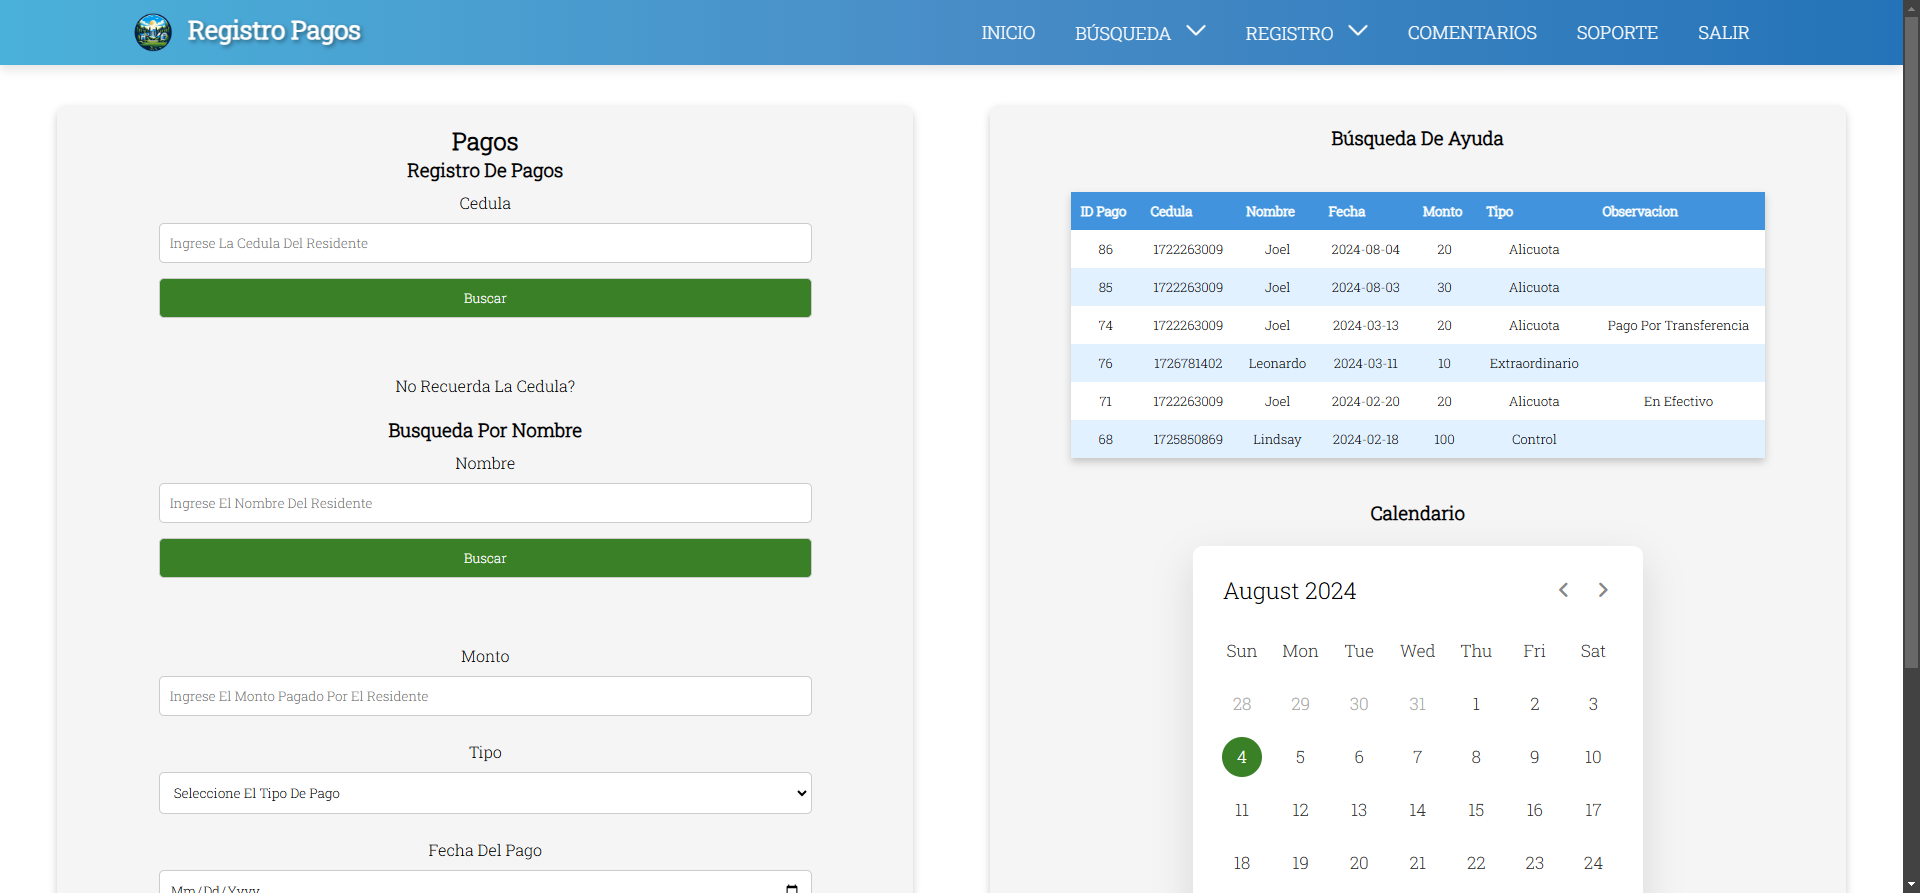 Registro Pagos
INICIO BÚSQUEDA REGISTRO COMENTARIOS SOPORTE SALIR
Pagos
Registro De Pagos
Cedula
Ingrese La Cedula Del Residente
Buscar
No Recuerda La Cedula?
Busqueda Por Nombre
Nombre
Ingrese El Nombre Del Residente
Buscar
Monto
Ingrese El Monto Pagado Por El Residente
Tipo
Seleccione El Tipo De Pago
Fecha Del Pago
Mm/Dd/Yyyy
Búsqueda De Ayuda
ID Pago Cedula Nombre Fecha Monto Tipo Observacion
86 1722263009 Joel 2024-08-04 20 Alicuota
85 1722263009 Joel 2024-08-03 30 Alicuota
74 1722263009 Joel 2024-03-13 20 Alicuota Pago Por Transferencia
76 1726781402 Leonardo 2024-03-11 10 Extraordinario
71 1722263009 Joel 2024-02-20 20 Alicuota En Efectivo
68 1725850869 Lindsay 2024-02-18 100 Control
Calendario
August 2024
Sun Mon Tue Wed Thu Fri Sat
28 29 30 31 1 2 3
4 5 6 7 8 9 10
11 12 13 14 15 16 17
18 19 20 21 22 23 24